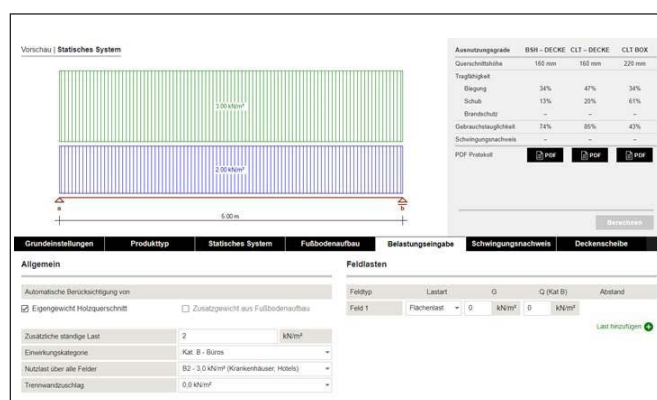 Vorschau | Statisches System
3.00 kN/m²
2.00 kN/m²
a
b
5.00 m
Ausnutzungsgrade BSH – DECKE CLT – DECKE CLT BOX
Querschnittshöhe 160 mm 160 mm 220 mm
Tragfähigkeit
Biegung 34% 47% 34%
Schub 13% 20% 61%
Brandschutz – – –
Gebrauchstauglichkeit 74% 85% 43%
Schwingungsnachweis – – –
PDF Protokoll PDF PDF PDF
Berechnen
Grundeinstellungen Produkttyp Statisches System Fußbodenaufbau Belastungseingabe Schwingungsnachweis Deckenscheibe
Allgemein
Automatische Berücksichtigung von
Eigengewicht Holzquerschnitt Zusatzgewicht aus Fußbodenaufbau
Zusätzliche ständige Last 2 kN/m²
Einwirkungskategorie Kat. B - Büros
Nutzlast über alle Felder B2 - 3,0 kN/m² (Krankenhäuser, Hotels)
Trennwandzuschlag 0,0 kN/m²
Feldlasten
Feldtyp Lastart G Q (Kat B) Abstand
Feld 1 Flächenlast 0 kN/m² 0 kN/m²
Last hinzufügen